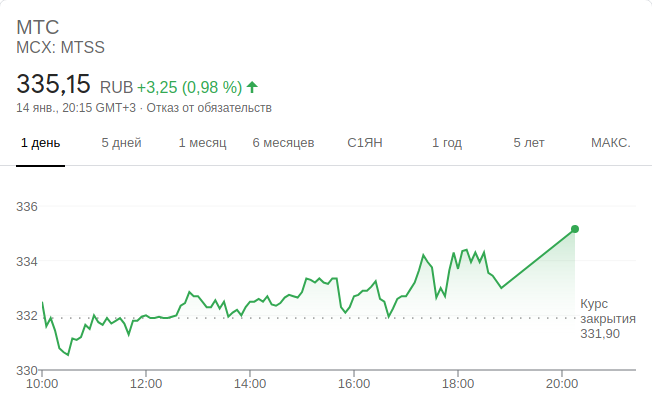 МТС
MCX: MTSS
335,15 RUB +3,25 (0,98 %)
14 янв., 20:15 GMT+3 · Отказ от обязательств
1 день 5 дней 1 месяц 6 месяцев С1ЯН 1 год 5 лет МАКС.
336
334
332
330
Курс
закрытия
331,90
10:00 12:00 14:00 16:00 18:00 20:00